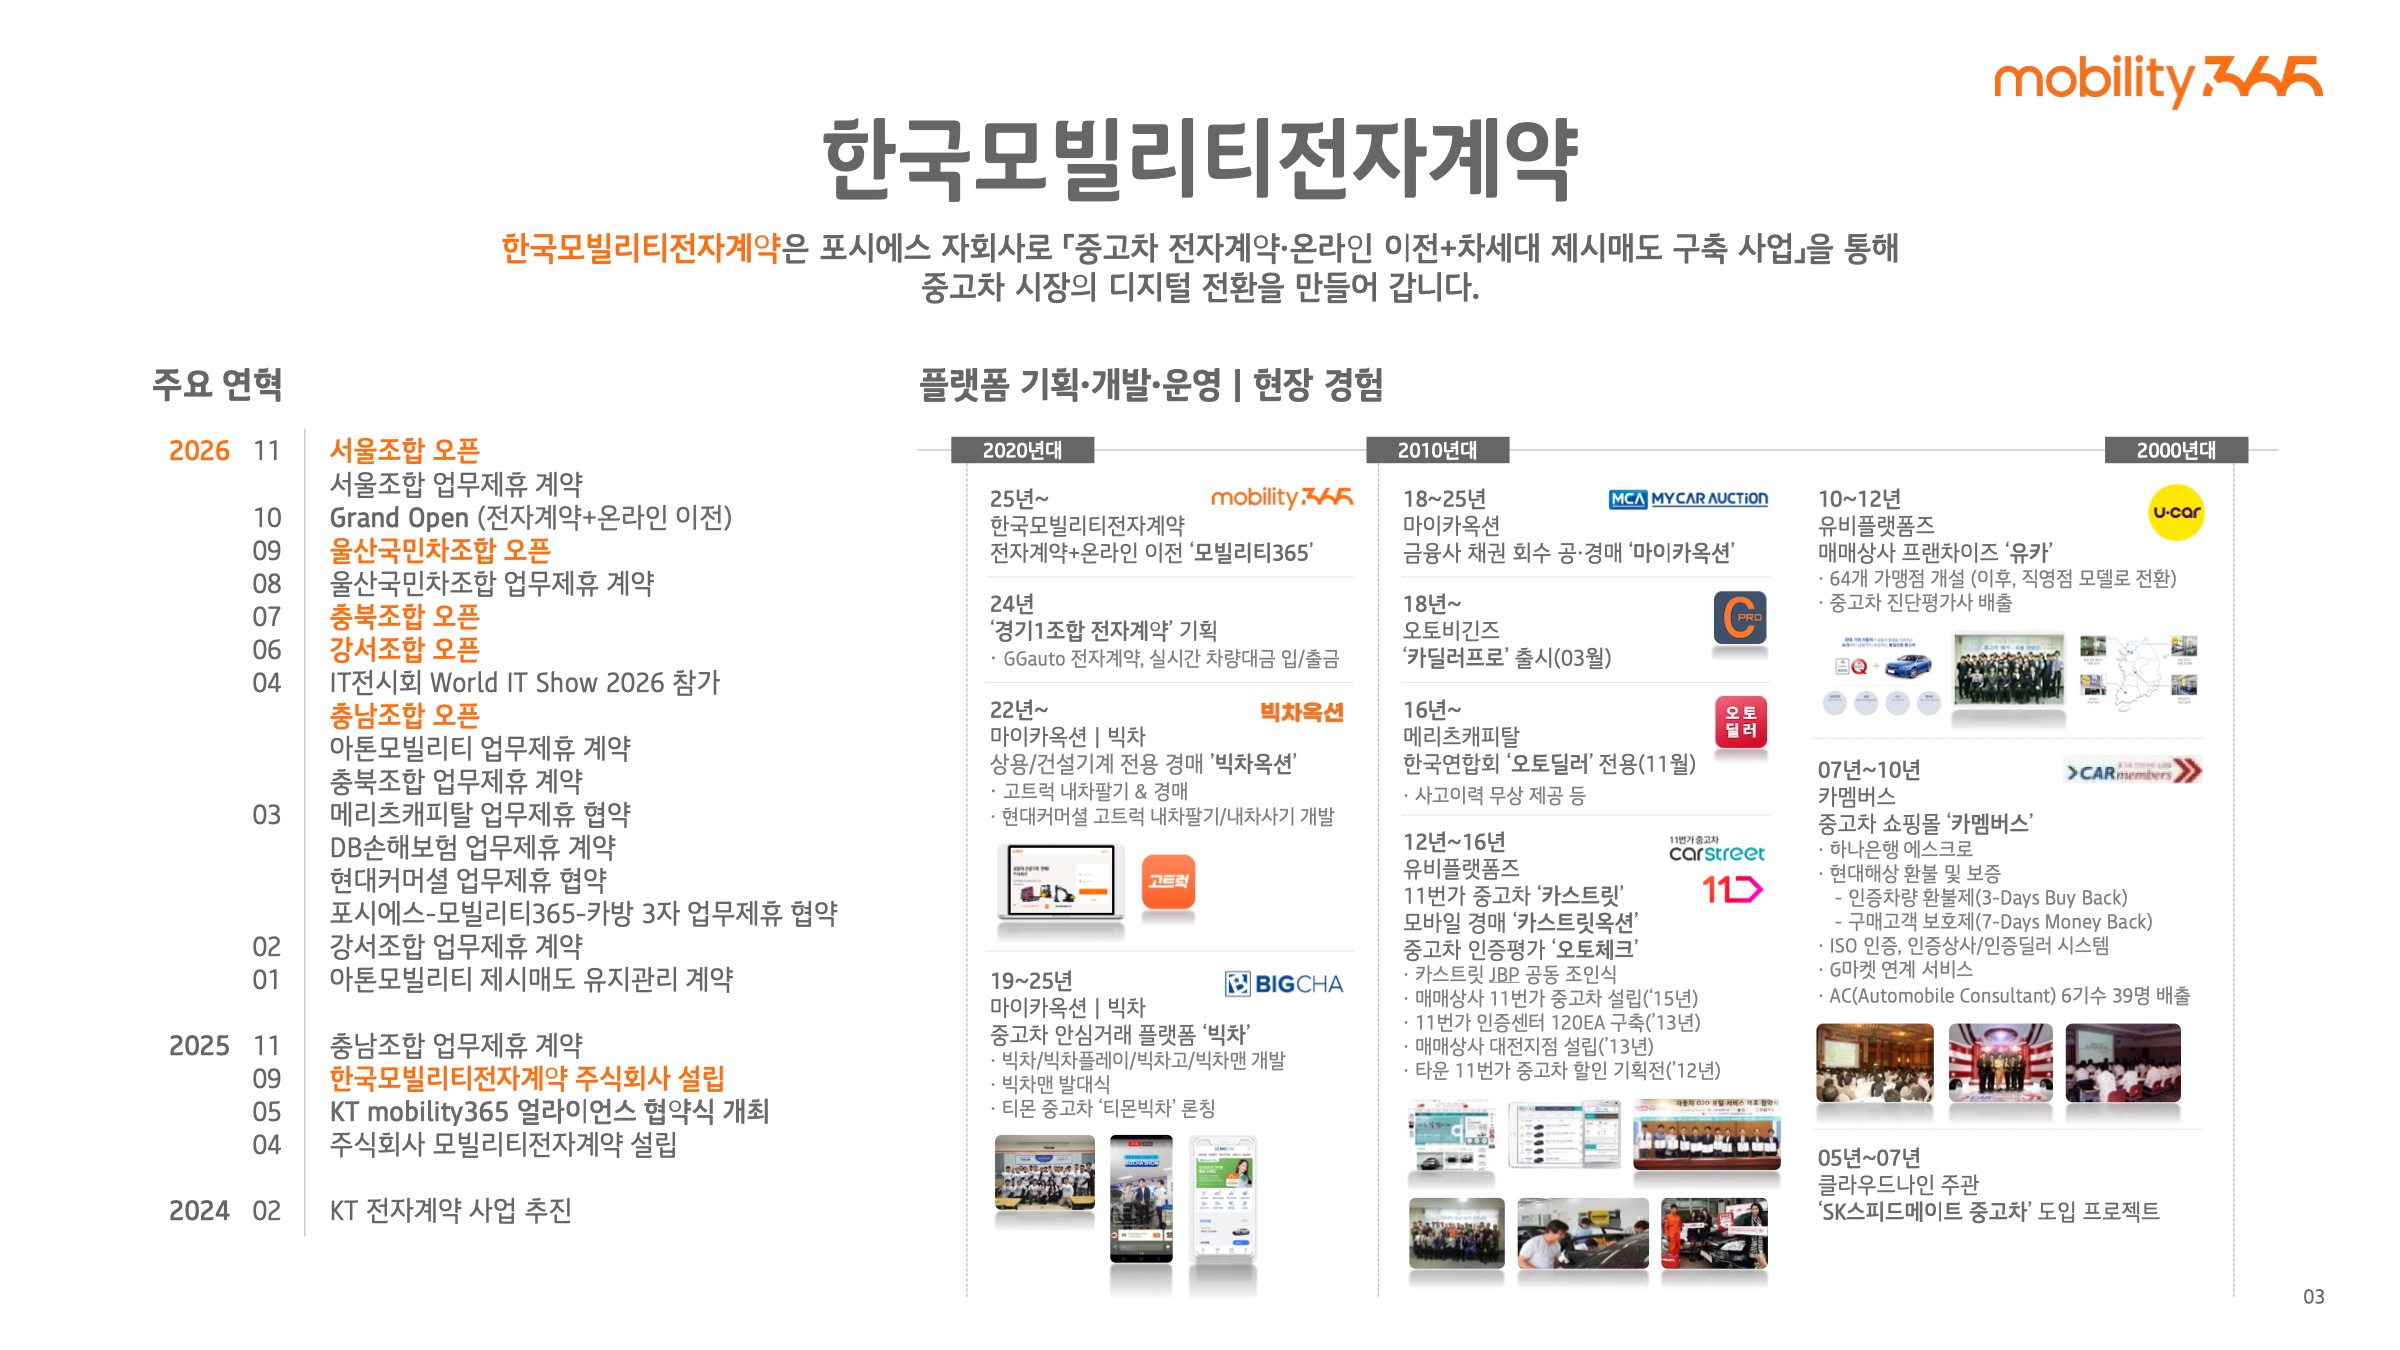 mobility 365
한국모빌리티전자계약
한국모빌리티전자계약은 포시에스 자회사로 「중고차 전자계약·온라인 이전+차세대 제시매도 구축 사업」을 통해
중고차 시장의 디지털 전환을 만들어 갑니다.
주요 연혁
2026 11 서울조합 오픈
서울조합 업무제휴 계약
10 Grand Open (전자계약+온라인 이전)
09 울산국민차조합 오픈
08 울산국민차조합 업무제휴 계약
07 충북조합 오픈
06 강서조합 오픈
04 IT전시회 World IT Show 2026 참가
충남조합 오픈
아톤모빌리티 업무제휴 계약
충북조합 업무제휴 계약
03 메리츠캐피탈 업무제휴 협약
DB손해보험 업무제휴 계약
현대커머셜 업무제휴 협약
포시에스-모빌리티365-카방 3자 업무제휴 협약
02 강서조합 업무제휴 계약
01 아톤모빌리티 제시매도 유지관리 계약
2025 11 충남조합 업무제휴 계약
09 한국모빌리티전자계약 주식회사 설립
05 KT mobility365 얼라이언스 협약식 개최
04 주식회사 모빌리티전자계약 설립
2024 02 KT 전자계약 사업 추진
플랫폼 기획·개발·운영 | 현장 경험
2020년대
25년~
mobility 365
한국모빌리티전자계약
전자계약+온라인 이전 ‘모빌리티365’
24년
‘경기1조합 전자계약’ 기획
· GGauto 전자계약, 실시간 차량대금 입/출금
22년~
빅차옥션
마이카옥션 | 빅차
상용/건설기계 전용 경매 ’빅차옥션’
· 고트럭 내차팔기 & 경매
· 현대커머셜 고트럭 내차팔기/내차사기 개발
고트럭
19~25년
BIGCHA
마이카옥션 | 빅차
중고차 안심거래 플랫폼 ‘빅차’
· 빅차/빅차플레이/빅차고/빅차맨 개발
· 빅차맨 발대식
· 티몬 중고차 ‘티몬빅차’ 론칭
2010년대
18~25년
MCA MYCAR AUCTION
마이카옥션
금융사 채권 회수 공·경매 ‘마이카옥션’
18년~
C PRO
오토비긴즈
‘카딜러프로’ 출시(03월)
16년~
오토
딜러
메리츠캐피탈
한국연합회 ‘오토딜러’ 전용(11월)
· 사고이력 무상 제공 등
12년~16년
11번가 중고차
carstreet
11
유비플랫폼즈
11번가 중고차 ‘카스트릿’
모바일 경매 ‘카스트릿옥션’
중고차 인증평가 ‘오토체크’
· 카스트릿 JBP 공동 조인식
· 매매상사 11번가 중고차 설립(‘15년)
· 11번가 인증센터 120EA 구축(’13년)
· 매매상사 대전지점 설립(’13년)
· 타운 11번가 중고차 할인 기획전(’12년)
2000년대
10~12년
u·car
유비플랫폼즈
매매상사 프랜차이즈 ‘유카’
· 64개 가맹점 개설 (이후, 직영점 모델로 전환)
· 중고차 진단평가사 배출
07년~10년
CARmembers
카멤버스
중고차 쇼핑몰 ‘카멤버스’
· 하나은행 에스크로
· 현대해상 환불 및 보증
- 인증차량 환불제(3-Days Buy Back)
- 구매고객 보호제(7-Days Money Back)
· ISO 인증, 인증상사/인증딜러 시스템
· G마켓 연계 서비스
· AC(Automobile Consultant) 6기수 39명 배출
05년~07년
클라우드나인 주관
‘SK스피드메이트 중고차’ 도입 프로젝트
03